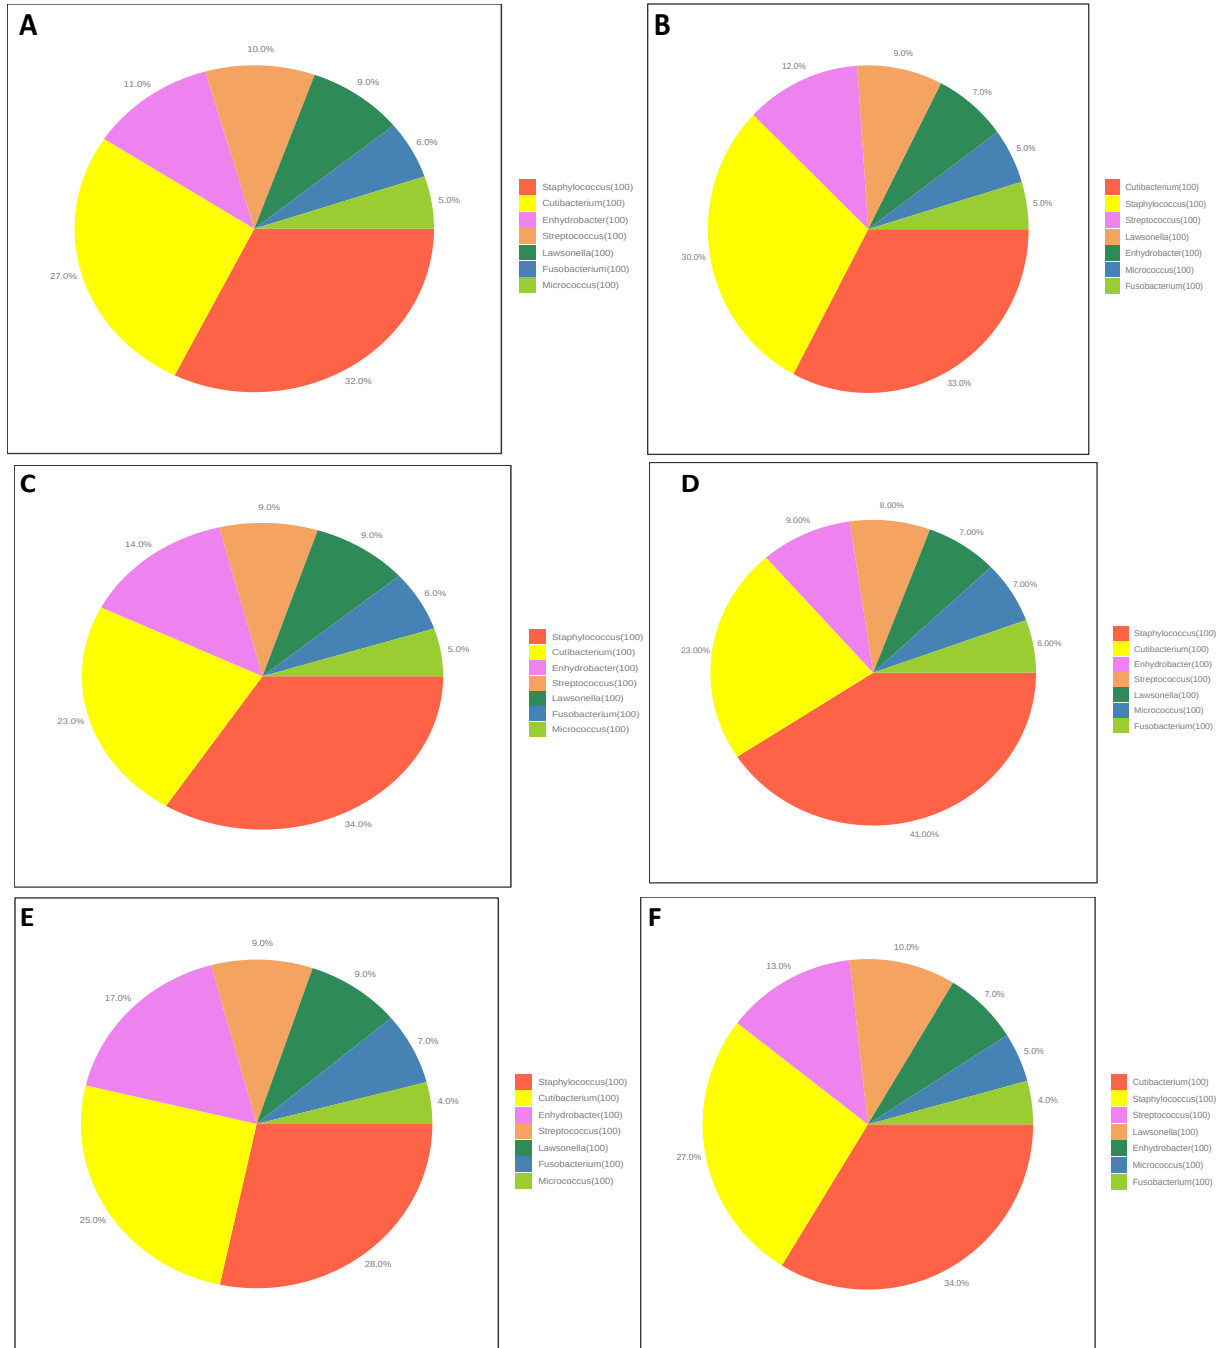 A
10.0%
11.0%
9.0%
6.0%
5.0%
27.0%
32.0%
Staphylococcus(100)
Cutibacterium(100)
Enhydrobacter(100)
Streptococcus(100)
Lawsonella(100)
Fusobacterium(100)
Micrococcus(100)
B
9.0%
12.0%
7.0%
5.0%
5.0%
30.0%
33.0%
Cutibacterium(100)
Staphylococcus(100)
Streptococcus(100)
Lawsonella(100)
Enhydrobacter(100)
Micrococcus(100)
Fusobacterium(100)
C
9.0%
14.0%
9.0%
6.0%
5.0%
23.0%
34.0%
Staphylococcus(100)
Cutibacterium(100)
Enhydrobacter(100)
Streptococcus(100)
Lawsonella(100)
Fusobacterium(100)
Micrococcus(100)
D
8.00%
9.00%
7.00%
7.00%
6.00%
23.00%
41.00%
Staphylococcus(100)
Cutibacterium(100)
Enhydrobacter(100)
Streptococcus(100)
Lawsonella(100)
Micrococcus(100)
Fusobacterium(100)
E
9.0%
17.0%
9.0%
7.0%
4.0%
25.0%
28.0%
Staphylococcus(100)
Cutibacterium(100)
Enhydrobacter(100)
Streptococcus(100)
Lawsonella(100)
Fusobacterium(100)
Micrococcus(100)
F
10.0%
13.0%
7.0%
5.0%
4.0%
27.0%
34.0%
Cutibacterium(100)
Staphylococcus(100)
Streptococcus(100)
Lawsonella(100)
Enhydrobacter(100)
Micrococcus(100)
Fusobacterium(100)